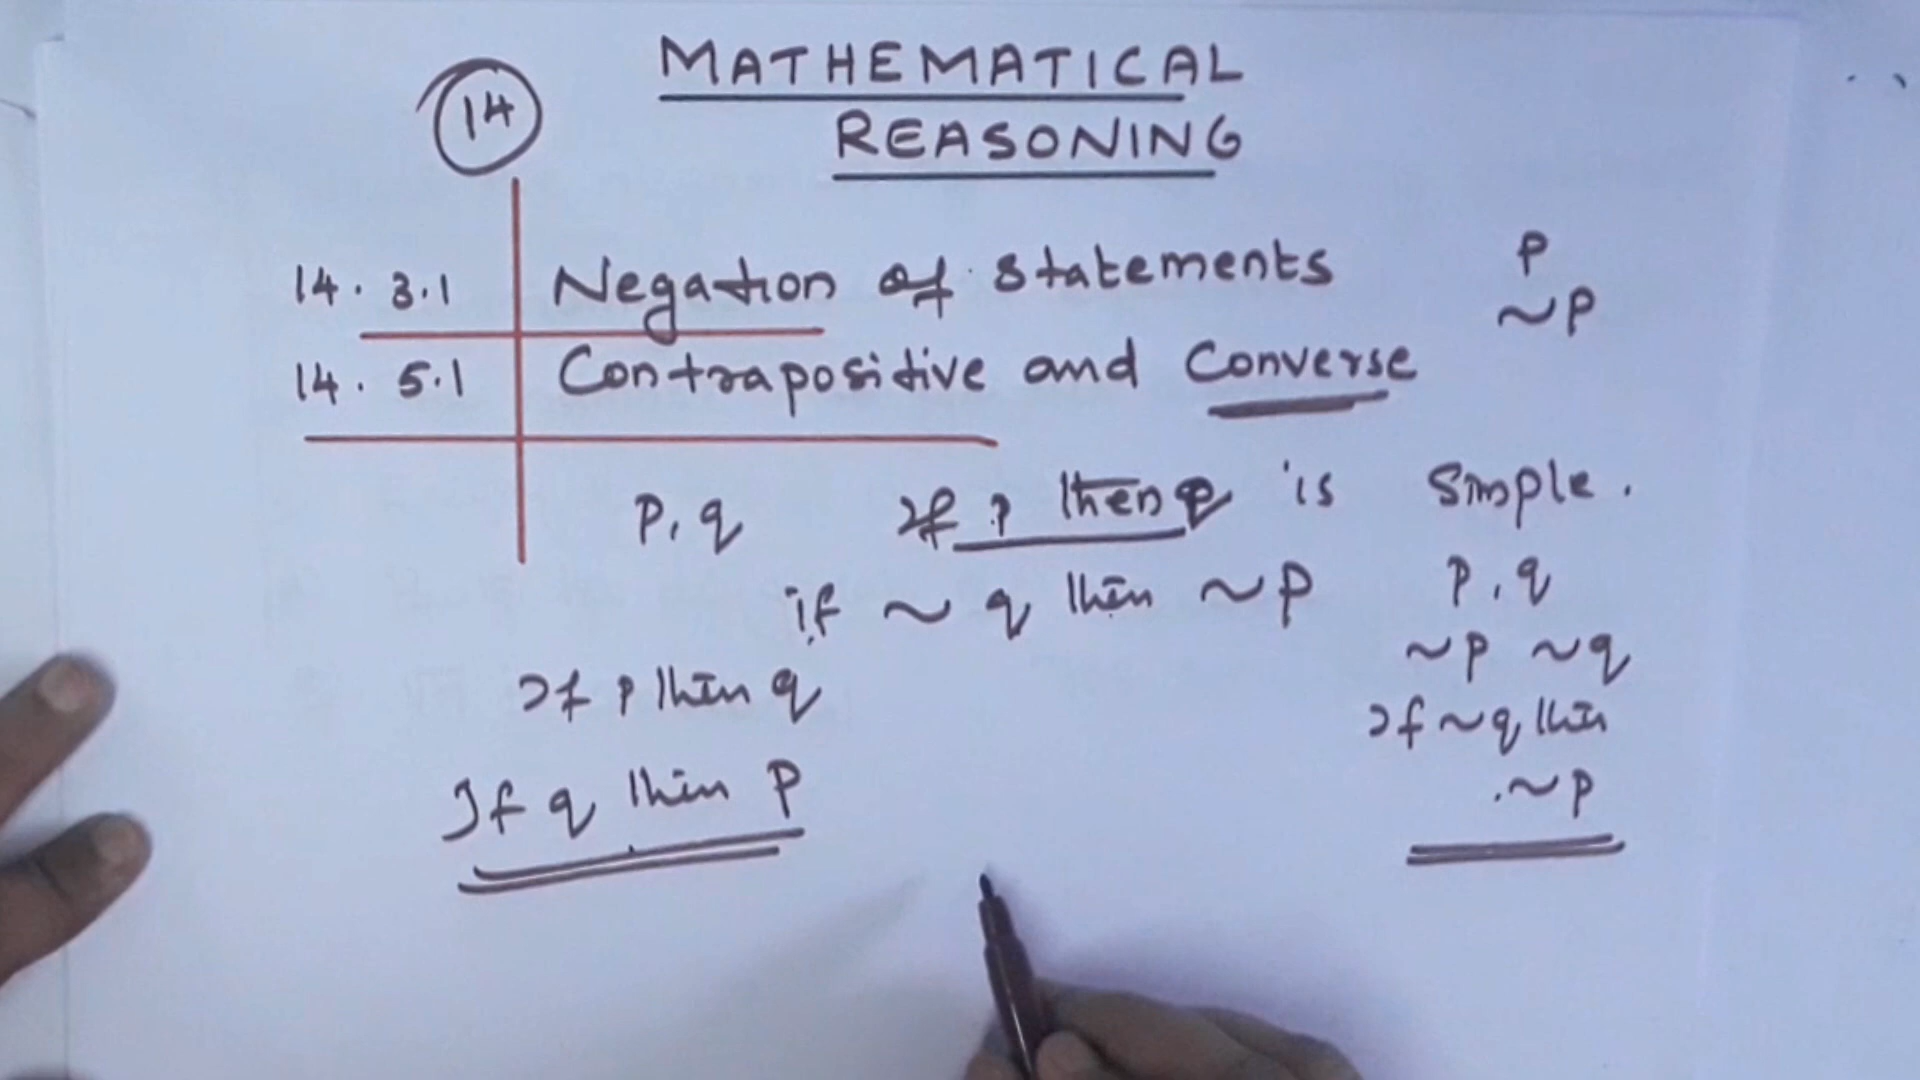 14
MATHEMATICAL
REASONING
14.3.1 Negation of statements
p
~p
14.5.1 Contrapositive and Converse
p, q If p then q is Simple.
if ~ q then ~p
p, q
~p ~q
If ~q then
~p
If p then q
If q then p